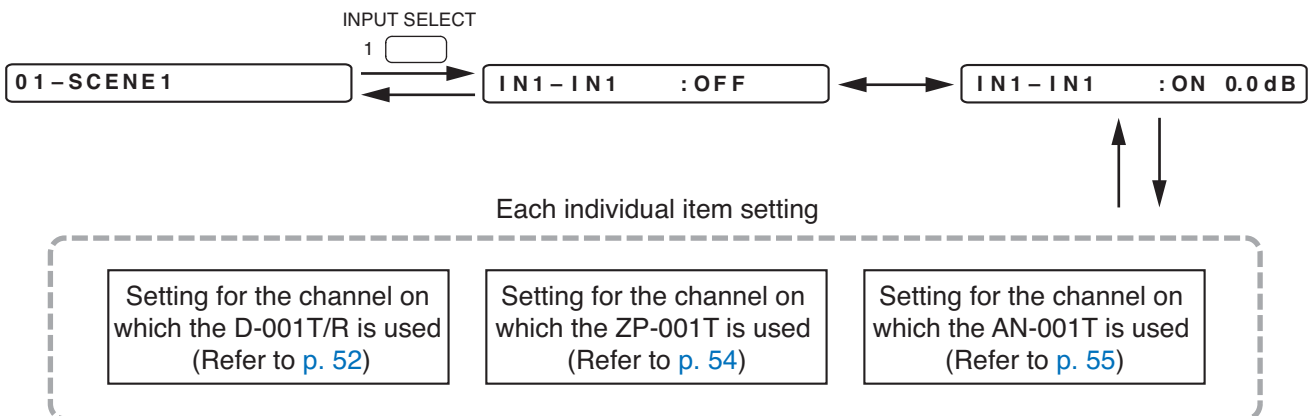 INPUT SELECT
1
01–SCENE1
IN1–IN1 :OFF
IN1–IN1 :ON 0.0dB
Each individual item setting
Setting for the channel on
which the D-001T/R is used
(Refer to p. 52)
Setting for the channel on
which the ZP-001T is used
(Refer to p. 54)
Setting for the channel on
which the AN-001T is used
(Refer to p. 55)